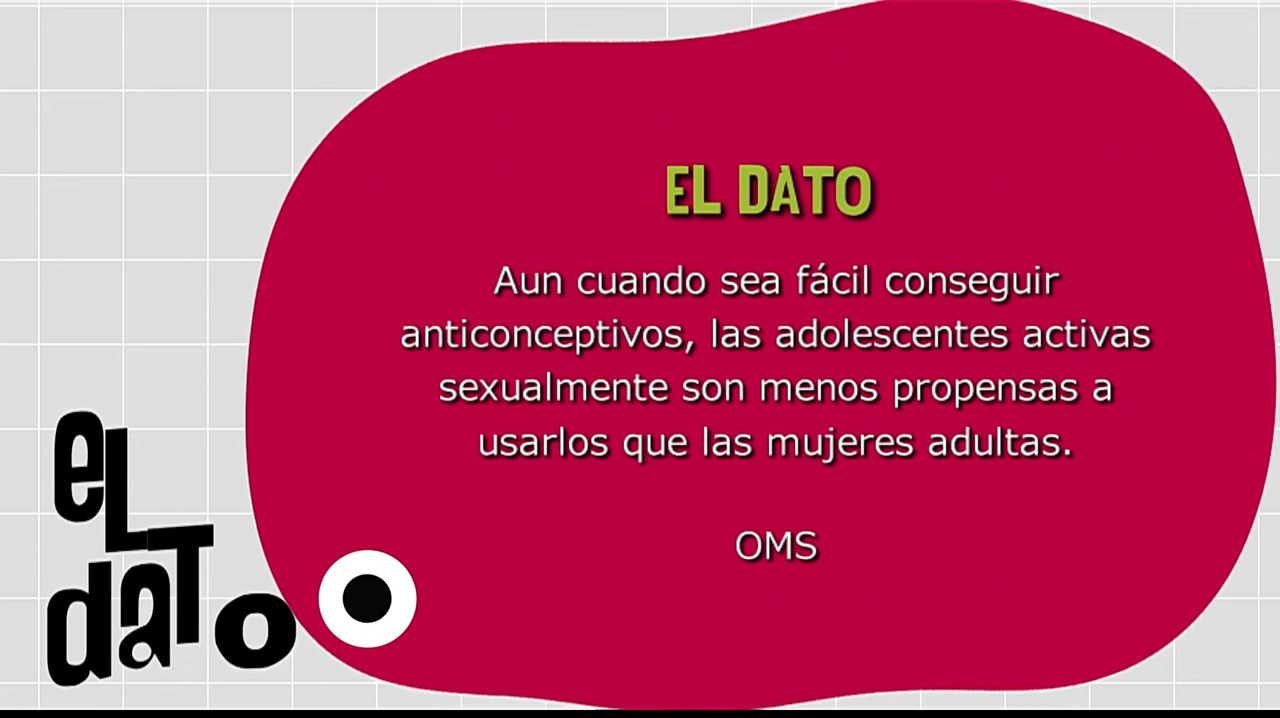 EL DATO
Aun cuando sea fácil conseguir
anticonceptivos, las adolescentes activas
sexualmente son menos propensas a
usarlos que las mujeres adultas.
OMS
eL
daTo